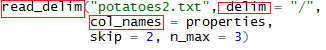 read_delim("potatoes2.txt", delim = "/",
col_names = properties,
skip = 2, n_max = 3)